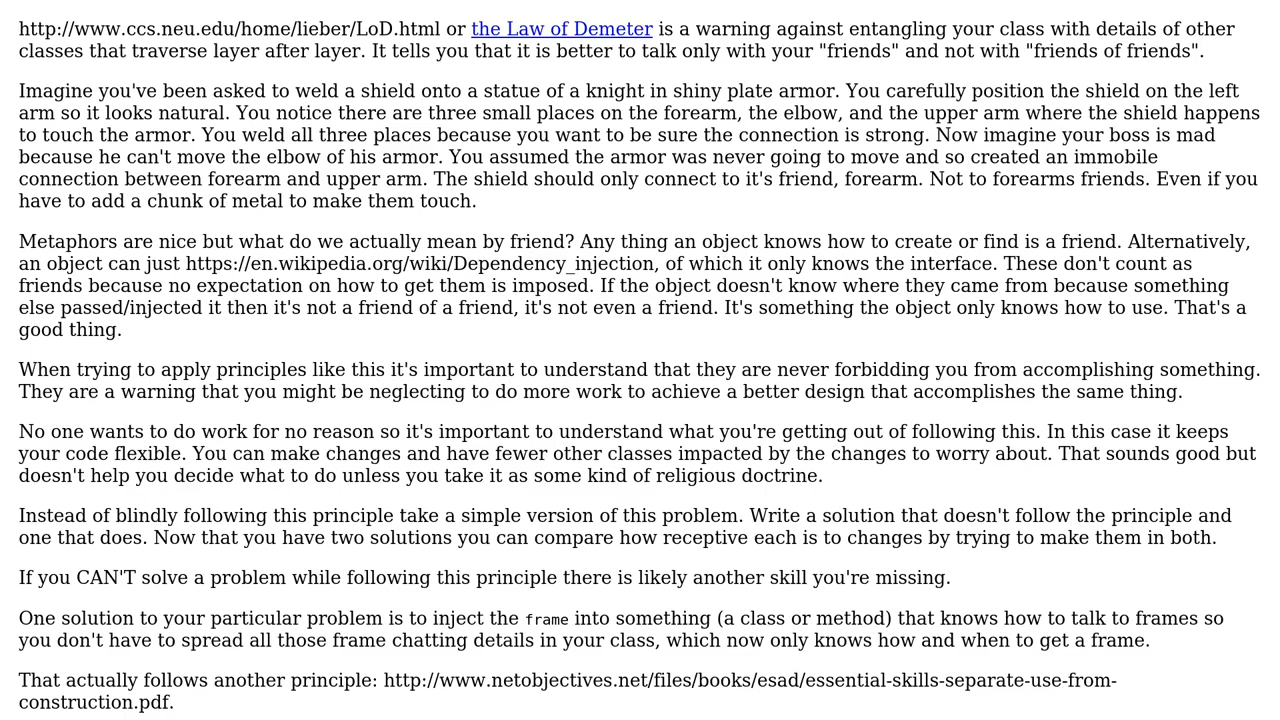 http://www.ccs.neu.edu/home/lieber/LoD.html or the Law of Demeter is a warning against entangling your class with details of other
classes that traverse layer after layer. It tells you that it is better to talk only with your "friends" and not with "friends of friends".
Imagine you've been asked to weld a shield onto a statue of a knight in shiny plate armor. You carefully position the shield on the left
arm so it looks natural. You notice there are three small places on the forearm, the elbow, and the upper arm where the shield happens
to touch the armor. You weld all three places because you want to be sure the connection is strong. Now imagine your boss is mad
because he can't move the elbow of his armor. You assumed the armor was never going to move and so created an immobile
connection between forearm and upper arm. The shield should only connect to it's friend, forearm. Not to forearms friends. Even if you
have to add a chunk of metal to make them touch.
Metaphors are nice but what do we actually mean by friend? Any thing an object knows how to create or find is a friend. Alternatively,
an object can just https://en.wikipedia.org/wiki/Dependency_injection, of which it only knows the interface. These don't count as
friends because no expectation on how to get them is imposed. If the object doesn't know where they came from because something
else passed/injected it then it's not a friend of a friend, it's not even a friend. It's something the object only knows how to use. That's a
good thing.
When trying to apply principles like this it's important to understand that they are never forbidding you from accomplishing something.
They are a warning that you might be neglecting to do more work to achieve a better design that accomplishes the same thing.
No one wants to do work for no reason so it's important to understand what you're getting out of following this. In this case it keeps
your code flexible. You can make changes and have fewer other classes impacted by the changes to worry about. That sounds good but
doesn't help you decide what to do unless you take it as some kind of religious doctrine.
Instead of blindly following this principle take a simple version of this problem. Write a solution that doesn't follow the principle and
one that does. Now that you have two solutions you can compare how receptive each is to changes by trying to make them in both.
If you CAN'T solve a problem while following this principle there is likely another skill you're missing.
One solution to your particular problem is to inject the frame into something (a class or method) that knows how to talk to frames so
you don't have to spread all those frame chatting details in your class, which now only knows how and when to get a frame.
That actually follows another principle: http://www.netobjectives.net/files/books/esad/essential-skills-separate-use-from-
construction.pdf.